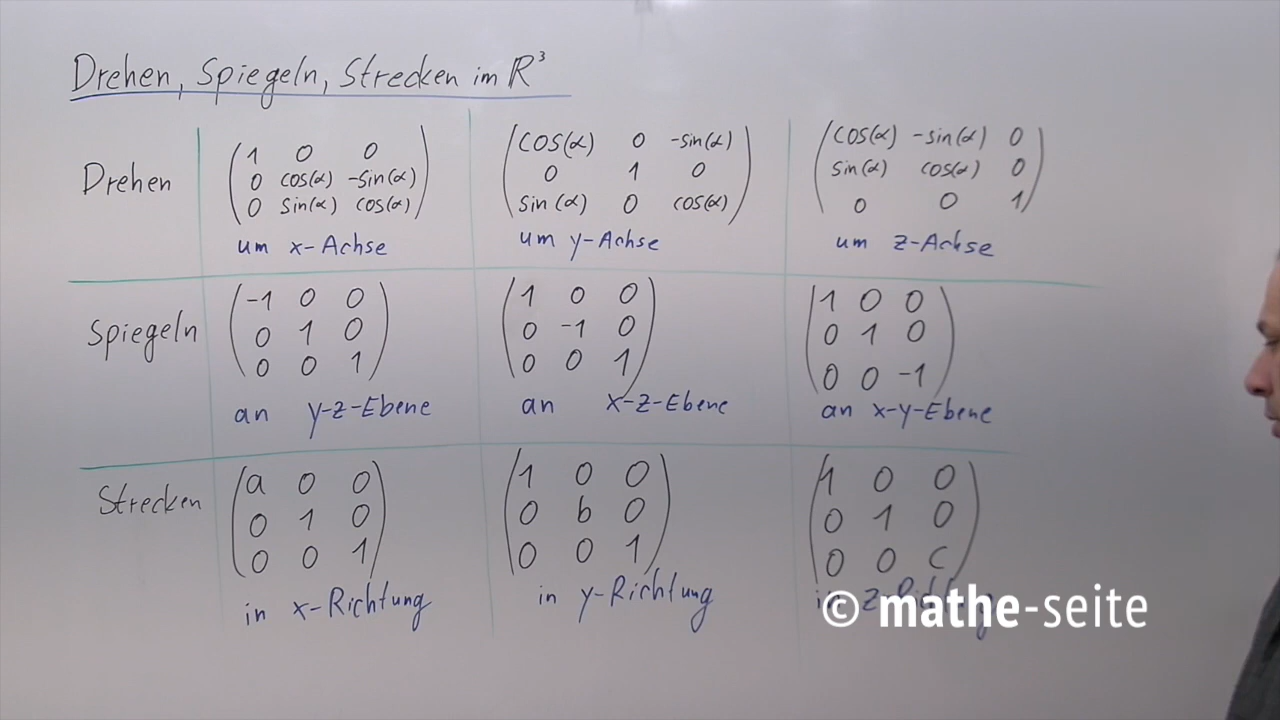 Drehen, Spiegeln, Strecken im R³
Drehen
1 0 0
0 cos(α) -sin(α)
0 sin(α) cos(α)
um x-Achse
cos(α) 0 -sin(α)
0 1 0
sin(α) 0 cos(α)
um y-Achse
cos(α) -sin(α) 0
sin(α) cos(α) 0
0 0 1
um z-Achse
Spiegeln
-1 0 0
0 1 0
0 0 1
an y-z-Ebene
1 0 0
0 -1 0
0 0 1
an x-z-Ebene
1 0 0
0 1 0
0 0 -1
an x-y-Ebene
Strecken
a 0 0
0 1 0
0 0 1
in x-Richtung
1 0 0
0 b 0
0 0 1
in y-Richtung
1 0 0
0 1 0
0 0 c
in z-Richtung
© mathe-seite